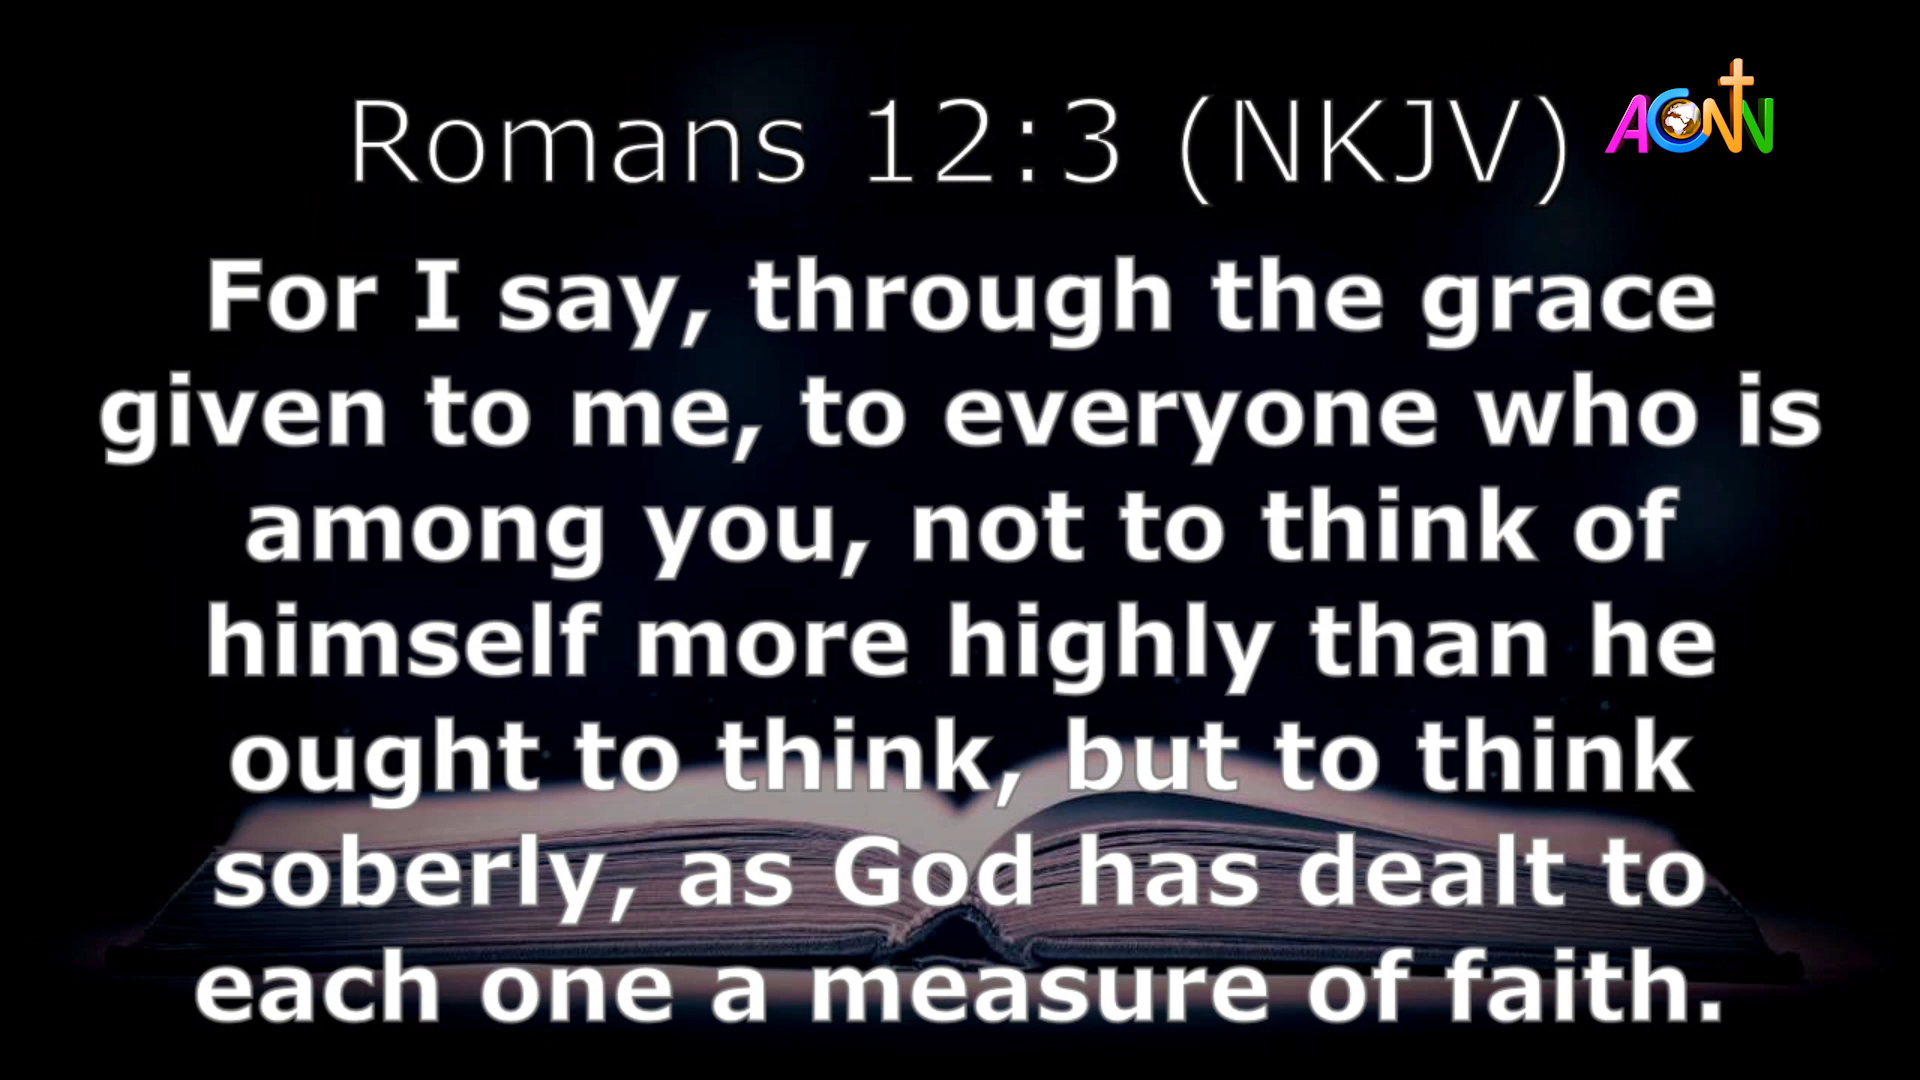 Romans 12:3 (NKJV)
ACNN
For I say, through the grace
given to me, to everyone who is
among you, not to think of
himself more highly than he
ought to think, but to think
soberly, as God has dealt to
each one a measure of faith.